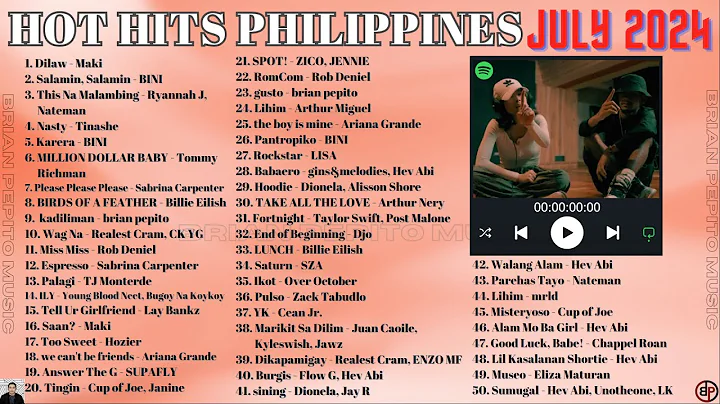 HOT HITS PHILIPPINES JULY 2024
1. Dilaw - Maki
2. Salamin, Salamin - BINI
3. This Na Malambing - Ryannah J,
Nateman
4. Nasty - Tinashe
5. Karera - BINI
6. MILLION DOLLAR BABY - Tommy
Richman
7. Please Please Please - Sabrina Carpenter
8. BIRDS OF A FEATHER - Billie Eilish
9. kadiliman - brian pepito
10. Wag Na - Realest Cram, CK YG
11. Miss Miss - Rob Deniel
12. Espresso - Sabrina Carpenter
13. Palagi - TJ Monterde
14. ILY - Young Blood Neet, Bugoy Na Koykoy
15. Tell Ur Girlfriend - Lay Bankz
16. Saan? - Maki
17. Too Sweet - Hozier
18. we can't be friends - Ariana Grande
19. Answer The G - SUPAFLY
20. Tingin - Cup of Joe, Janine
21. SPOT! - ZICO, JENNIE
22. RomCom - Rob Deniel
23. gusto - brian pepito
24. Lihim - Arthur Miguel
25. the boy is mine - Ariana Grande
26. Pantropiko - BINI
27. Rockstar - LISA
28. Babaero - gins&melodies, Hev Abi
29. Hoodie - Dionela, Alisson Shore
30. TAKE ALL THE LOVE - Arthur Nery
31. Fortnight - Taylor Swift, Post Malone
32. End of Beginning - Djo
33. LUNCH - Billie Eilish
34. Saturn - SZA
35. Ikot - Over October
36. Pulso - Zack Tabudlo
37. YK - Cean Jr.
38. Marikit Sa Dilim - Juan Caoile,
Kyleswish, Jawz
39. Dikapamigay - Realest Cram, ENZO MF
40. Burgis - Flow G, Hev Abi
41. sining - Dionela, Jay R
00:00:00:00
42. Walang Alam - Hev Abi
43. Parehas Tayo - Nateman
44. Lihim - mrld
45. Misteryoso - Cup of Joe
46. Alam Mo Ba Girl - Hev Abi
47. Good Luck, Babe! - Chappel Roan
48. Lil Kasalanan Shortie - Hev Abi
49. Museo - Eliza Maturan
50. Sumugal - Hev Abi, Unotheone, LK
BRIAN PEPITO MUSIC
BRIAN PEPITO MUSIC
BRIAN PEPITO MUSIC
BP